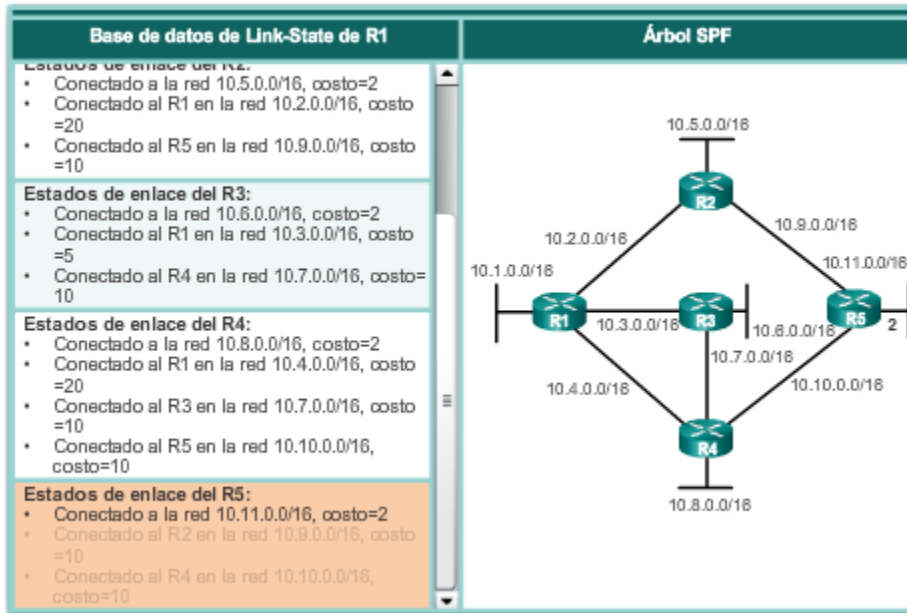 Base de datos de Link-State de R1
Estados de enlace del R2:
• Conectado a la red 10.5.0.0/16, costo=2
• Conectado al R1 en la red 10.2.0.0/16, costo
=20
• Conectado al R5 en la red 10.9.0.0/16, costo
=10
Estados de enlace del R3:
• Conectado a la red 10.6.0.0/16, costo=2
• Conectado al R1 en la red 10.3.0.0/16, costo
=5
• Conectado al R4 en la red 10.7.0.0/16, costo=
10
Estados de enlace del R4:
• Conectado a la red 10.8.0.0/16, costo=2
• Conectado al R1 en la red 10.4.0.0/16, costo
=20
• Conectado al R3 en la red 10.7.0.0/16, costo
=10
• Conectado al R5 en la red 10.10.0.0/16,
costo=10
Estados de enlace del R5:
• Conectado a la red 10.11.0.0/16, costo=2
• Conectado al R2 en la red 10.9.0.0/16, costo
=10
• Conectado al R4 en la red 10.10.0.0/16,
costo=10
Árbol SPF
10.5.0.0/16
R2
10.2.0.0/16
10.9.0.0/16
10.1.0.0/16
10.11.0.0/16
R1
10.3.0.0/16
R3
10.6.0.0/16
R5
2
10.7.0.0/16
10.4.0.0/16
10.10.0.0/16
R4
10.8.0.0/16